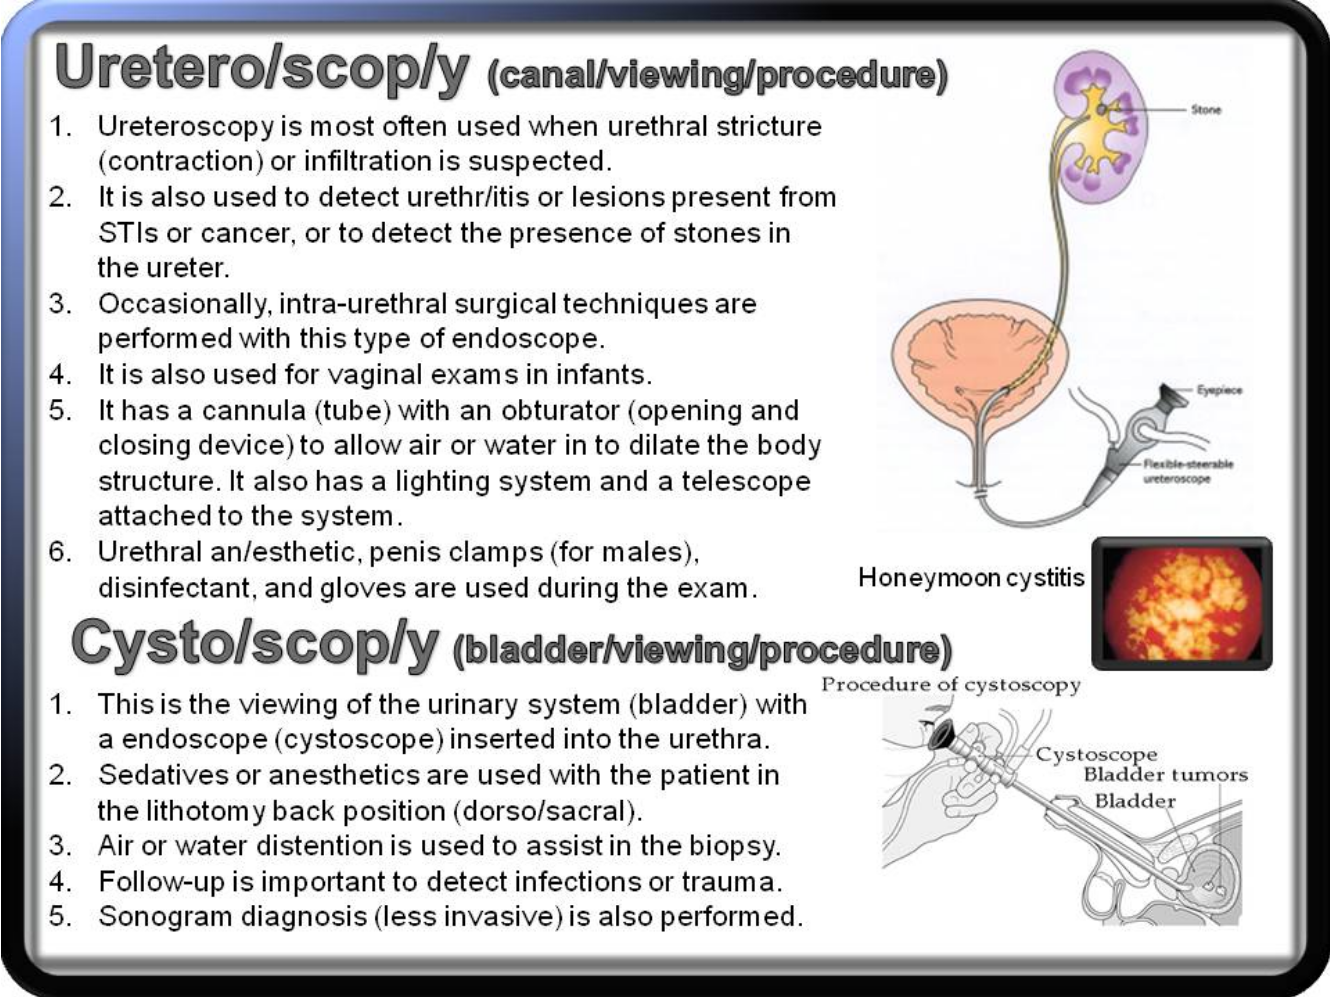 Uretero/scop/y (canal/viewing/procedure)
1. Ureteroscopy is most often used when urethral stricture
(contraction) or infiltration is suspected.
2. It is also used to detect urethr/itis or lesions present from
STIs or cancer, or to detect the presence of stones in
the ureter.
3. Occasionally, intra-urethral surgical techniques are
performed with this type of endoscope.
4. It is also used for vaginal exams in infants.
5. It has a cannula (tube) with an obturator (opening and
closing device) to allow air or water in to dilate the body
structure. It also has a lighting system and a telescope
attached to the system.
6. Urethral an/esthetic, penis clamps (for males),
disinfectant, and gloves are used during the exam.
Stone
Eyepiece
Flexible-steerable
ureteroscope
Honeymoon cystitis
Cysto/scop/y (bladder/viewing/procedure)
1. This is the viewing of the urinary system (bladder) with
a endoscope (cystoscope) inserted into the urethra.
2. Sedatives or anesthetics are used with the patient in
the lithotomy back position (dorso/sacral).
3. Air or water distention is used to assist in the biopsy.
4. Follow-up is important to detect infections or trauma.
5. Sonogram diagnosis (less invasive) is also performed.
Procedure of cystoscopy
Cystoscope
Bladder tumors
Bladder